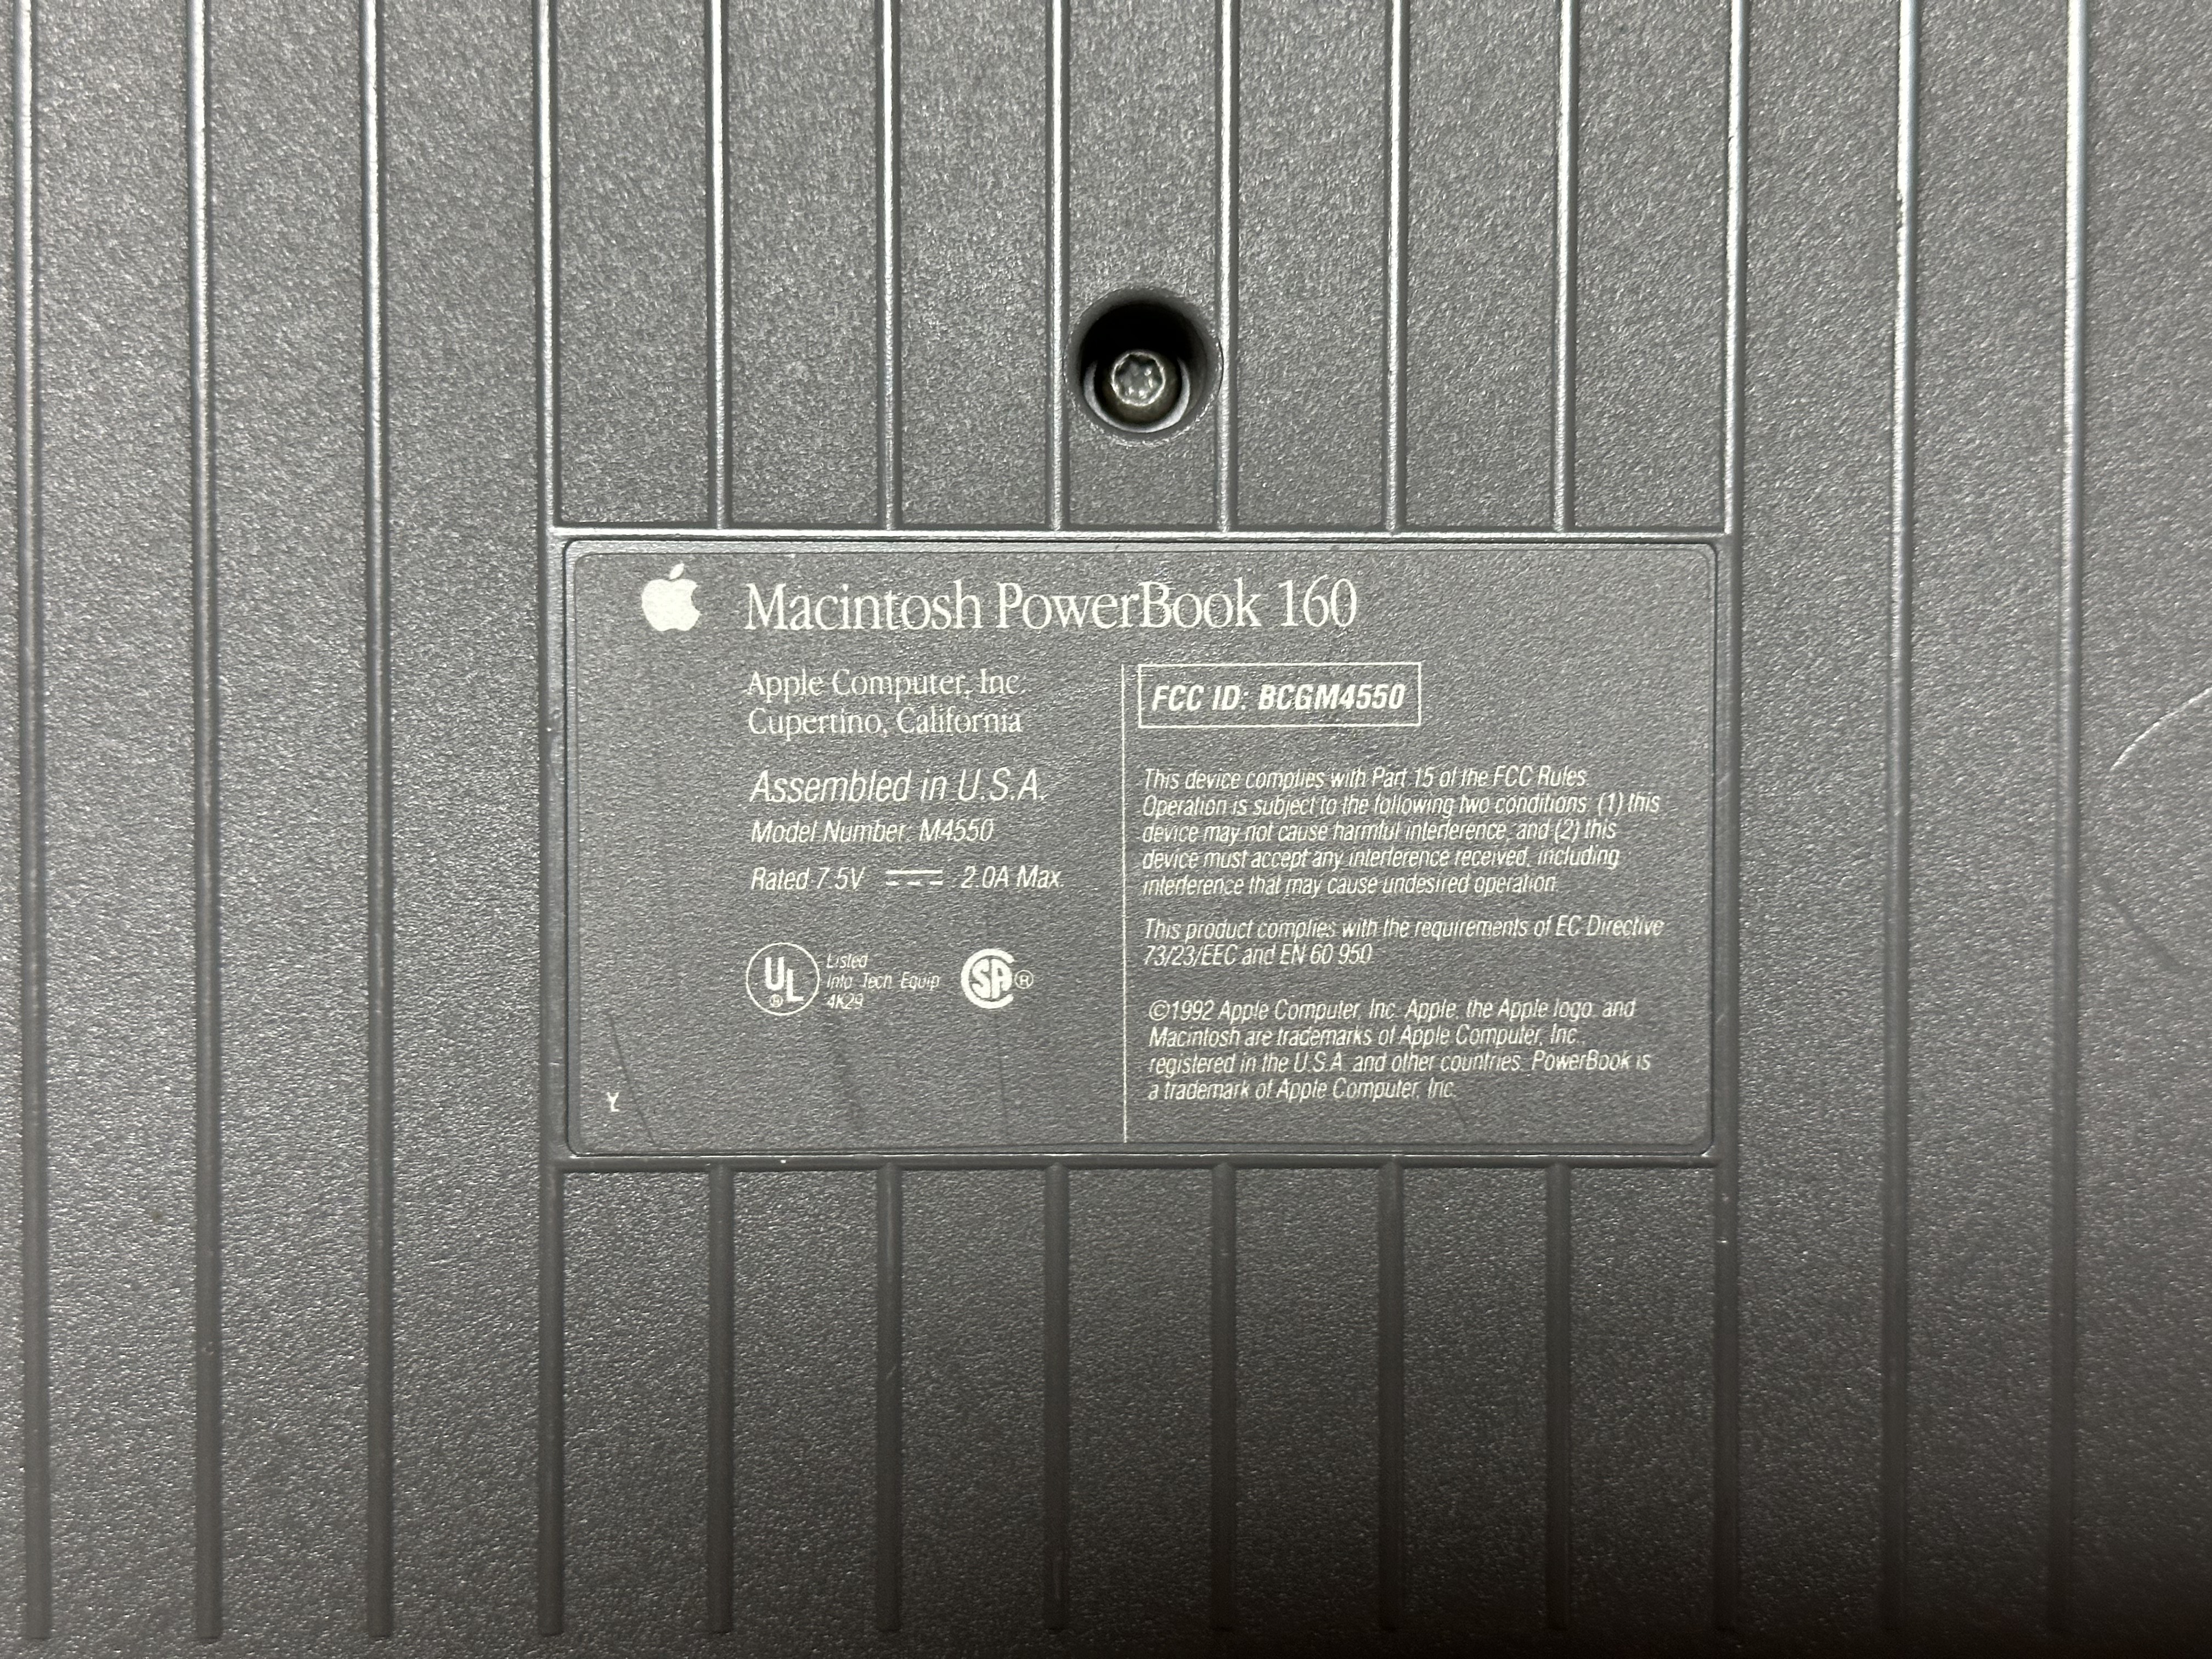 Macintosh PowerBook 160
Apple Computer, Inc.
Cupertino, California
Assembled in U.S.A.
Model Number: M4550
Rated 7.5V 2.0A Max.
UL ® Listed
Info. Tech. Equip.
4K29
SA ®
Y
FCC ID: BCGM4550
This device complies with Part 15 of the FCC Rules.
Operation is subject to the following two conditions: (1) this
device may not cause harmful interference, and (2) this
device must accept any interference received, including
interference that may cause undesired operation.
This product complies with the requirements of EC Directive
73/23/EEC and EN 60 950.
©1992 Apple Computer, Inc. Apple, the Apple logo, and
Macintosh are trademarks of Apple Computer, Inc.,
registered in the U.S.A. and other countries. PowerBook is
a trademark of Apple Computer, Inc.